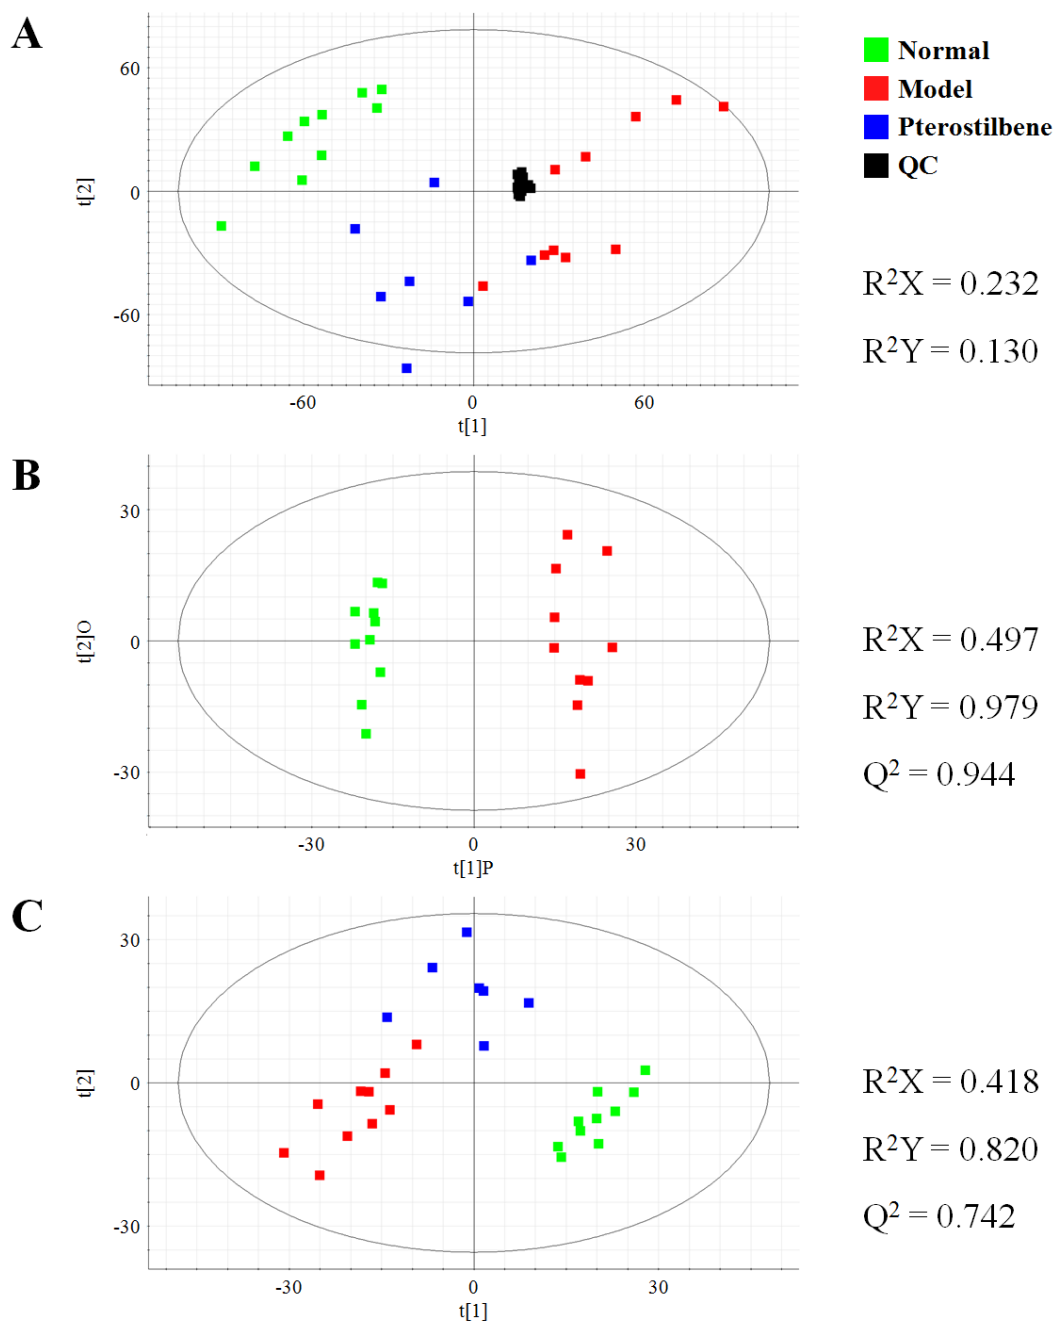 A
60
0
-60
t[2]
-60
0
60
t[1]
Normal
Model
Pterostilbene
QC
R²X = 0.232
R²Y = 0.130
B
30
0
-30
t[2]O
-30
0
30
t[1]P
R²X = 0.497
R²Y = 0.979
Q² = 0.944
C
30
0
-30
t[2]
-30
0
30
t[1]
R²X = 0.418
R²Y = 0.820
Q² = 0.742